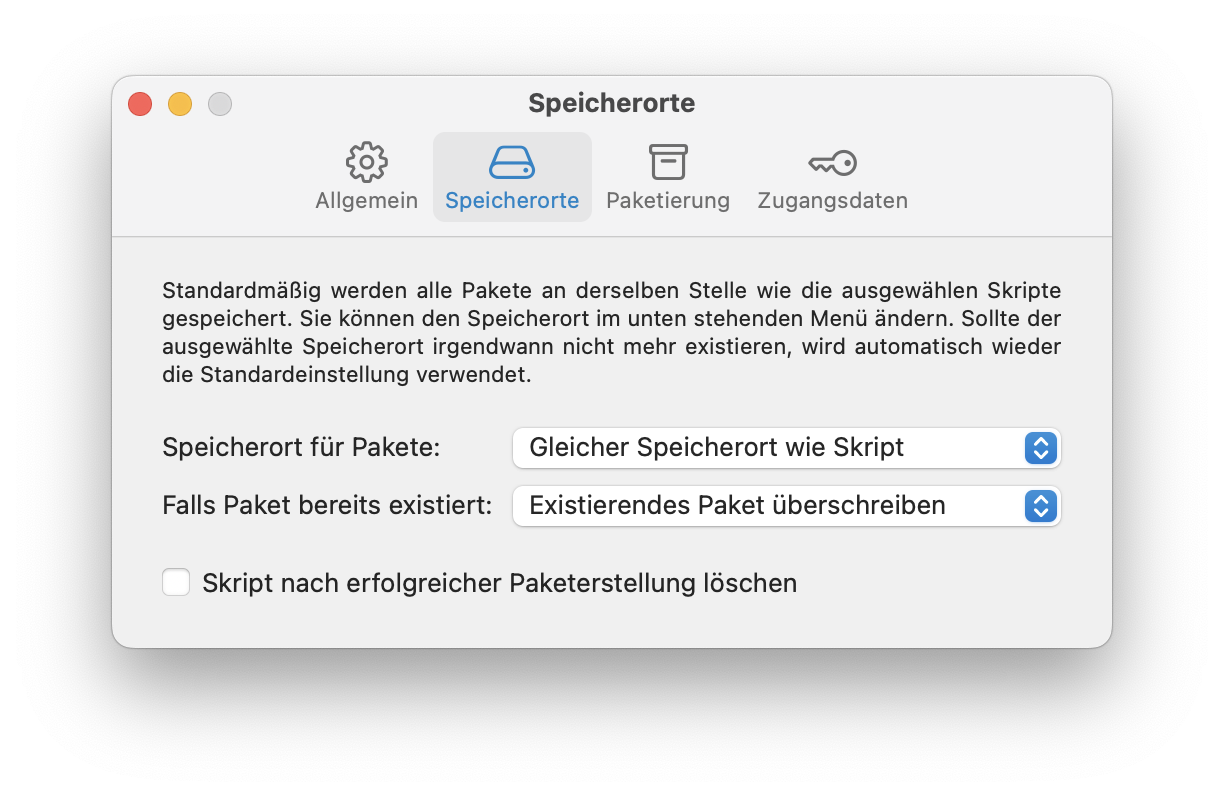 Speicherorte
Allgemein
Speicherorte
Paketierung
Zugangsdaten
Standardmäßig werden alle Pakete an derselben Stelle wie die ausgewählen Skripte
gespeichert. Sie können den Speicherort im unten stehenden Menü ändern. Sollte der
ausgewählte Speicherort irgendwann nicht mehr existieren, wird automatisch wieder
die Standardeinstellung verwendet.
Speicherort für Pakete:
Gleicher Speicherort wie Skript
Falls Paket bereits existiert:
Existierendes Paket überschreiben
Skript nach erfolgreicher Paketerstellung löschen